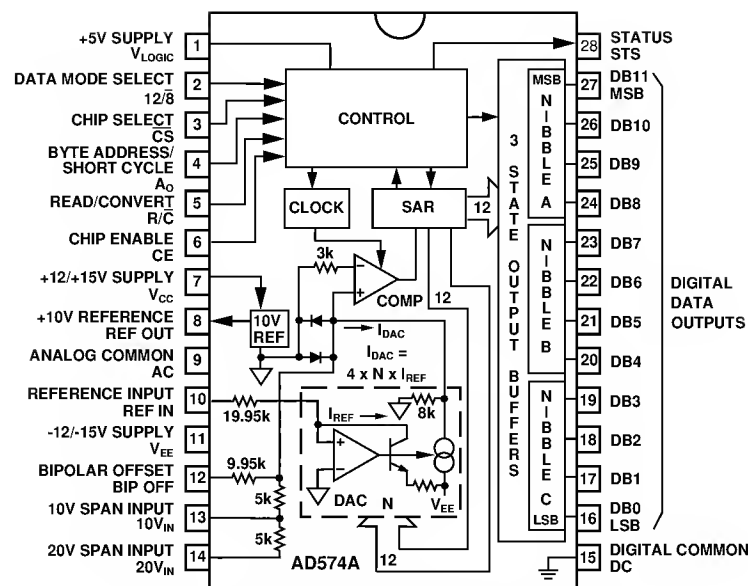 +5V SUPPLY
V_LOGIC
1
DATA MODE SELECT
12/8̅
2
CHIP SELECT
C̅S̅
3
BYTE ADDRESS/
SHORT CYCLE
A_O
4
READ/CONVERT
R/C̅
5
CHIP ENABLE
CE
6
+12/+15V SUPPLY
V_CC
7
+10V REFERENCE
REF OUT
8
ANALOG COMMON
AC
9
REFERENCE INPUT
REF IN
10
-12/-15V SUPPLY
V_EE
11
BIPOLAR OFFSET
BIP OFF
12
10V SPAN INPUT
10V_IN
13
20V SPAN INPUT
20V_IN
14
CONTROL
CLOCK
SAR
12
3k
COMP
12
10V
REF
I_DAC
I_DAC =
4 x N x I_REF
19.95k
I_REF
8k
9.95k
5k
5k
DAC
N
V_EE
AD574A
12
3 STATE OUTPUT BUFFERS
MSB
NIBBLE A
NIBBLE B
NIBBLE C
LSB
28
STATUS
STS
27
DB11
MSB
26
DB10
25
DB9
24
DB8
23
DB7
22
DB6
21
DB5
20
DB4
19
DB3
18
DB2
17
DB1
16
DB0
LSB
15
DIGITAL COMMON
DC
DIGITAL
DATA
OUTPUTS